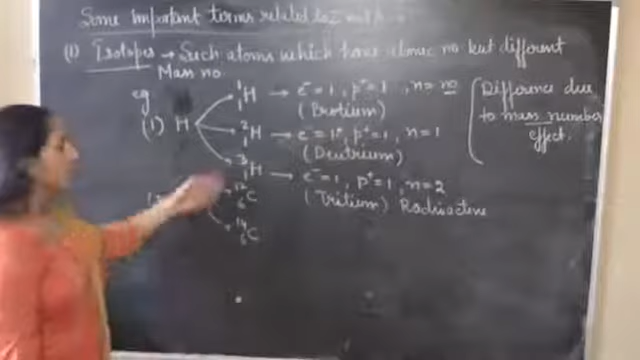 Some important terms related to
(1) Isotopes → Such atoms which have atomic no but different
Mass no
eg
(1) H
¹₁H → e⁻=1, p⁺=1, n=no
(Protium)
²₁H → e=1, p⁺=1, n=1
(Deutrium)
³₁H → e⁻=1, p⁺=1, n=2
(Tritium) Radioactive
¹²₆C
¹⁴₆C
Difference due
to mass number
effect.